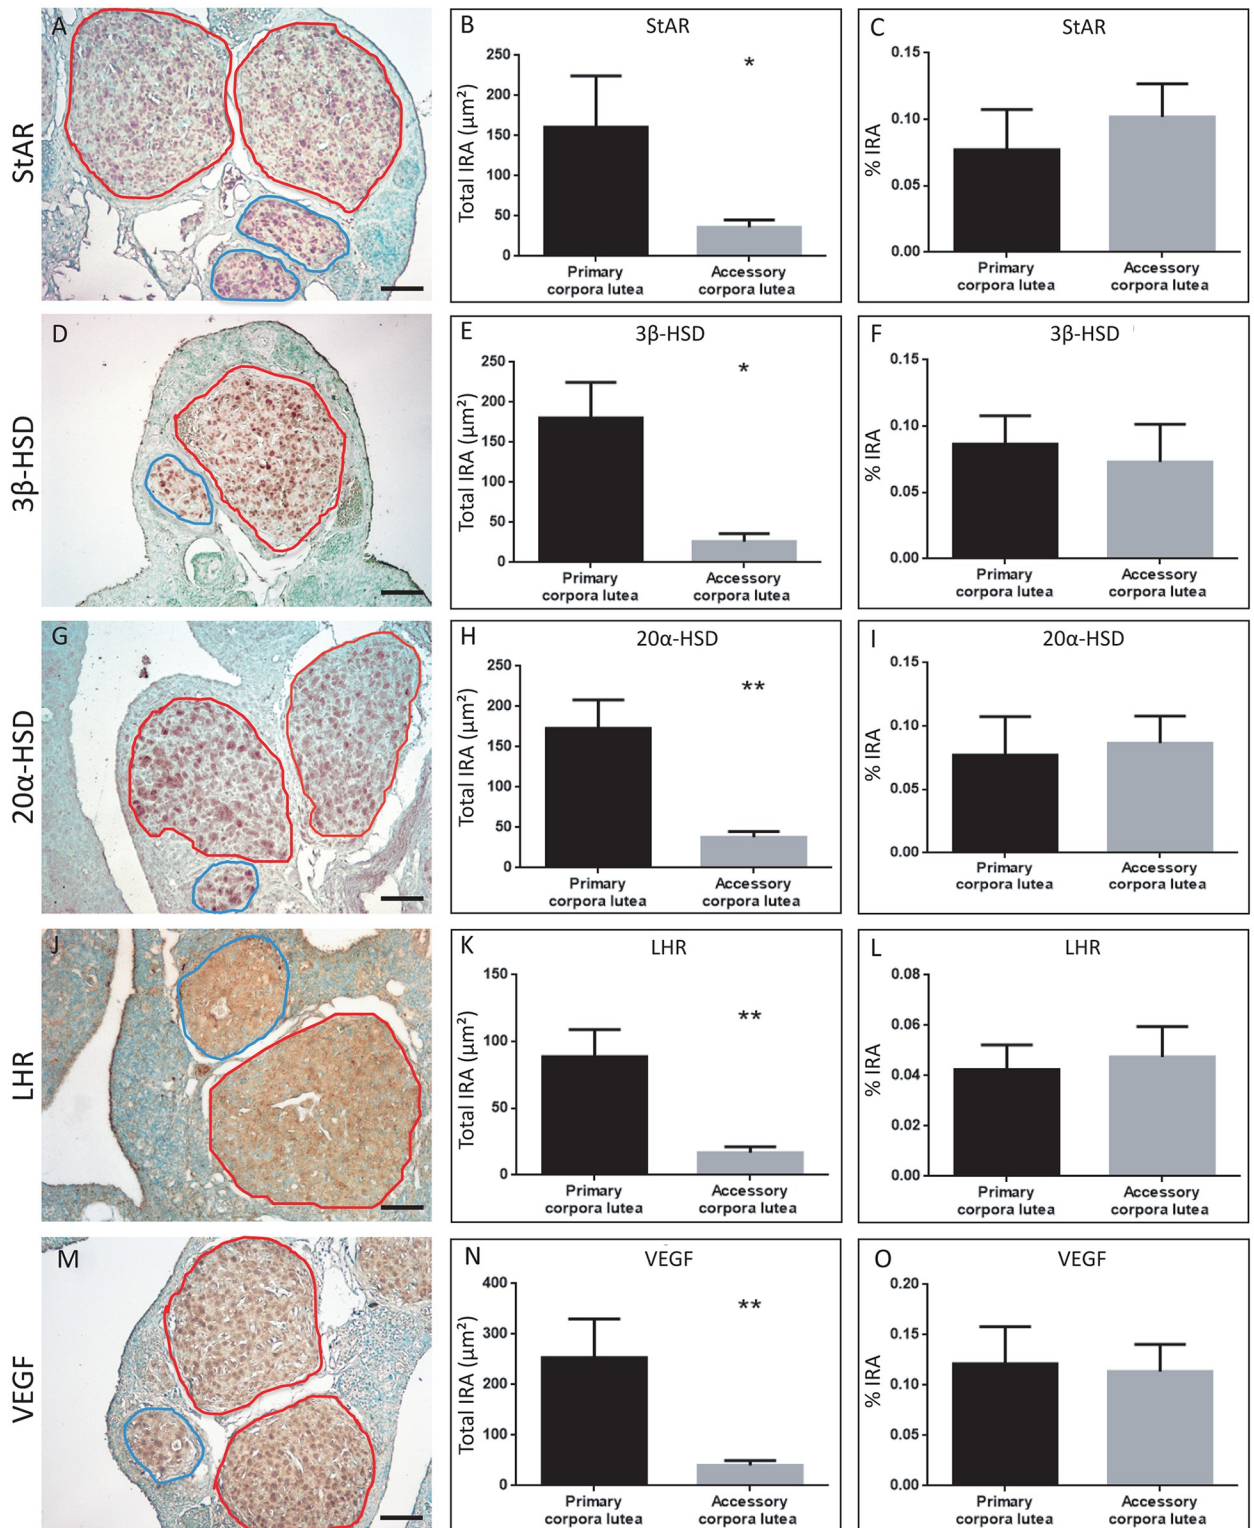 StAR
A
B
StAR
Total IRA (µm²)
250
200
150
100
50
0
*
Primary
corpora lutea
Accessory
corpora lutea
C
StAR
% IRA
0.15
0.10
0.05
0.00
Primary
corpora lutea
Accessory
corpora lutea
3β-HSD
D
E
3β-HSD
Total IRA (µm²)
250
200
150
100
50
0
*
Primary
corpora lutea
Accessory
corpora lutea
F
3β-HSD
% IRA
0.15
0.10
0.05
0.00
Primary
corpora lutea
Accessory
corpora lutea
20α-HSD
G
H
20α-HSD
Total IRA (µm²)
250
200
150
100
50
0
**
Primary
corpora lutea
Accessory
corpora lutea
I
20α-HSD
% IRA
0.15
0.10
0.05
0.00
Primary
corpora lutea
Accessory
corpora lutea
LHR
J
K
LHR
Total IRA (µm²)
150
100
50
0
**
Primary
corpora lutea
Accessory
corpora lutea
L
LHR
% IRA
0.08
0.06
0.04
0.02
0.00
Primary
corpora lutea
Accessory
corpora lutea
VEGF
M
N
VEGF
Total IRA (µm²)
400
300
200
100
0
**
Primary
corpora lutea
Accessory
corpora lutea
O
VEGF
% IRA
0.20
0.15
0.10
0.05
0.00
Primary
corpora lutea
Accessory
corpora lutea